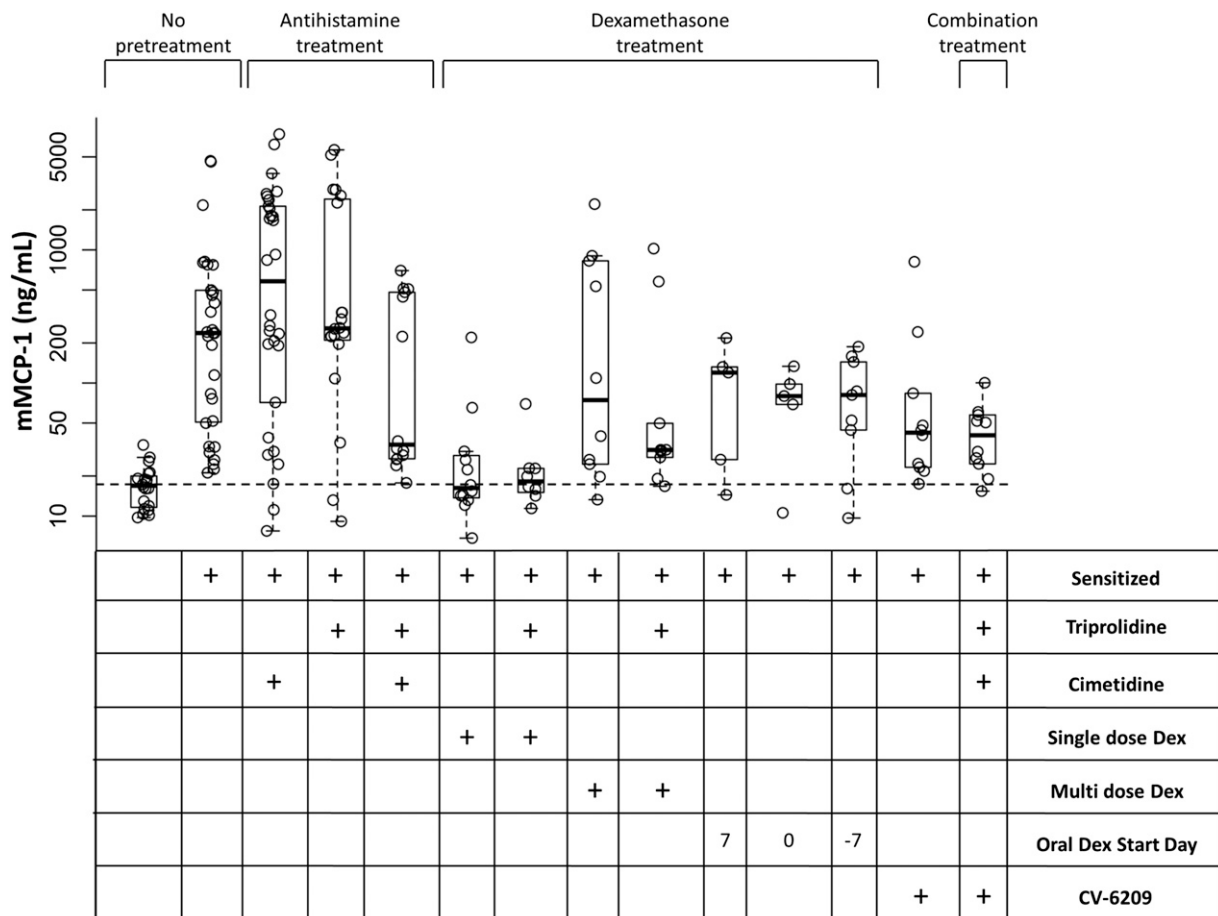 No
pretreatment
Antihistamine
treatment
Dexamethasone
treatment
Combination
treatment
mMCP-1 (ng/mL)
5000
1000
200
50
10
+ + + + + + + + + + + + + Sensitized
+ + + + + Triprolidine
+ + + Cimetidine
+ + Single dose Dex
+ + Multi dose Dex
7 0 -7 Oral Dex Start Day
+ + CV-6209